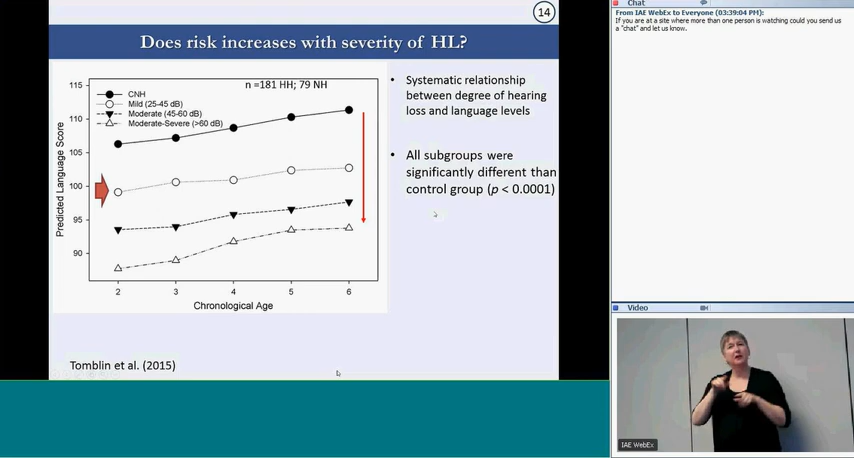 14
Does risk increases with severity of HL?
n =181 HH; 79 NH
CNH
Mild (25-45 dB)
Moderate (45-60 dB)
Moderate-Severe (>60 dB)
Predicted Language Score
115
110
105
100
95
90
2 3 4 5 6
Chronological Age
• Systematic relationship
between degree of hearing
loss and language levels
• All subgroups were
significantly different than
control group (p < 0.0001)
Tomblin et al. (2015)
Chat
From IAE WebEx to Everyone (03:39:04 PM):
If you are at a site where more than one person is watching could you send us
a "chat" and let us know.
Video
IAE WebEx